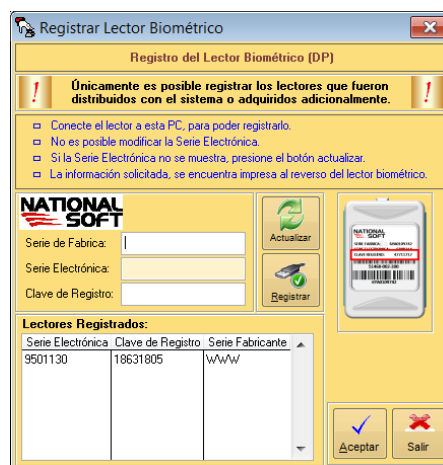 Registrar Lector Biométrico
Registro del Lector Biométrico (DP)
Únicamente es posible registrar los lectores que fueron
distribuidos con el sistema o adquiridos adicionalmente.
Conecte el lector a esta PC, para poder registrarlo.
No es posible modificar la Serie Electrónica.
Si la Serie Electrónica no se muestra, presione el botón actualizar.
La información solicitada, se encuentra impresa al reverso del lector biométrico.
NATIONAL
SOFT
Serie de Fabrica:
Serie Electrónica:
Clave de Registro:
Actualizar
Registrar
NATIONAL
SOFT
Lectores Registrados:
Serie Electrónica Clave de Registro Serie Fabricante
9501130 18631805 WWW
Aceptar
Salir